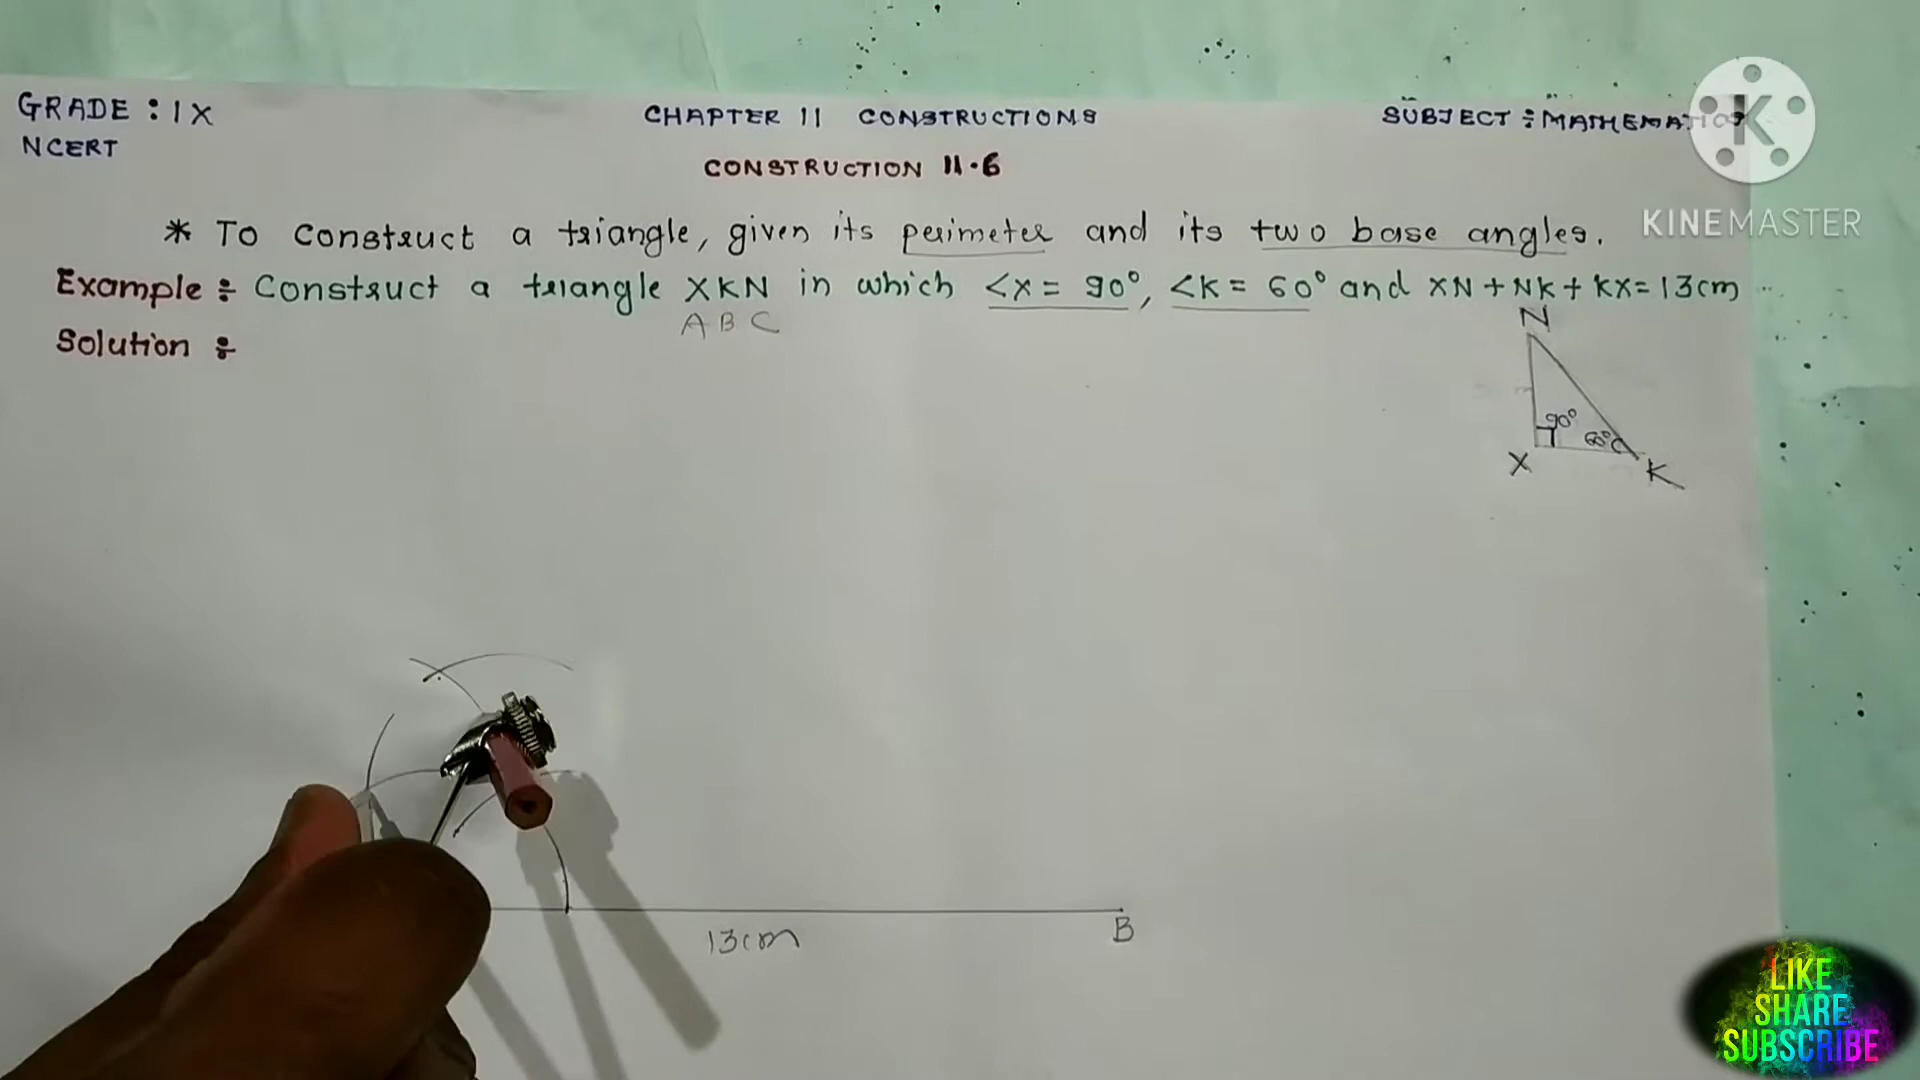 GRADE : IX
CHAPTER 11 CONSTRUCTIONS
SUBJECT : MATHEMATICS
NCERT
CONSTRUCTION 11.6
K
KINEMASTER
* To construct a triangle, given its perimeter and its two base angles.
Example :- Construct a triangle XKN in which <X = 90°, <K = 60° and XN + NK + KX = 13cm
A B C
Solution :-
N
90°
60°
X
K
B
13cm
LIKE
SHARE
SUBSCRIBE